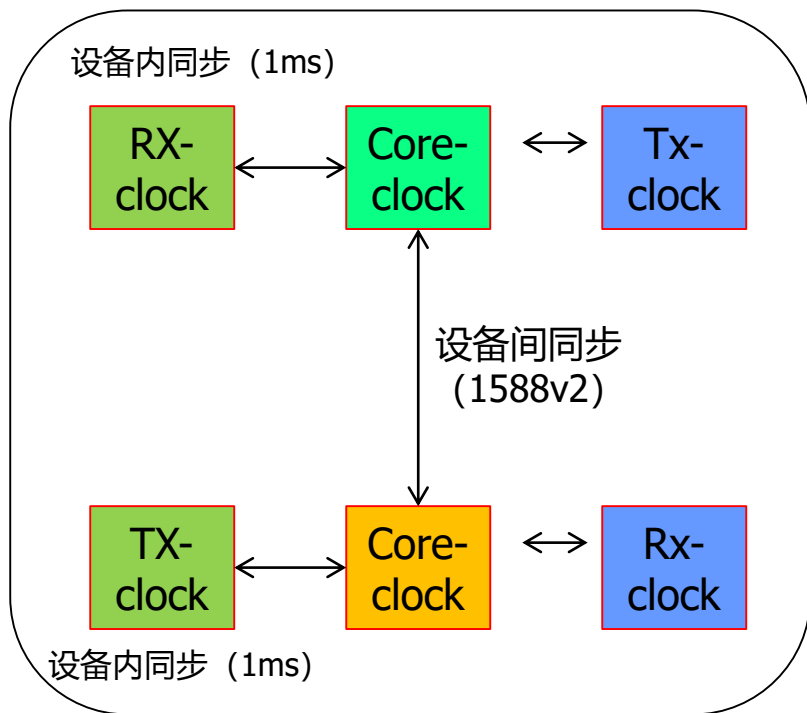 设备内同步（1ms）
RX-
clock
Core-
clock
Tx-
clock
设备间同步
（1588v2）
TX-
clock
Core-
clock
Rx-
clock
设备内同步（1ms）